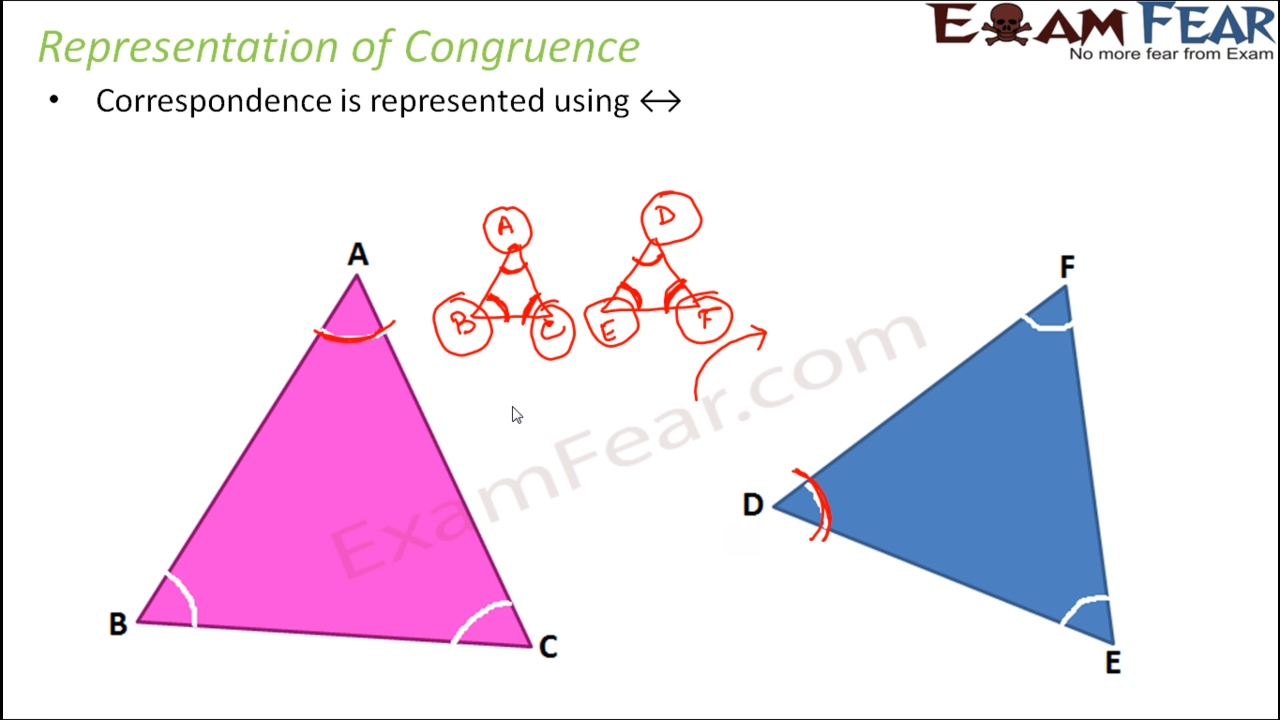 Representation of Congruence
EXAM FEAR
No more fear from Exam
• Correspondence is represented using ↔
A
D
B
C
E
F
A
F
D
B
C
E
ExamFear.com